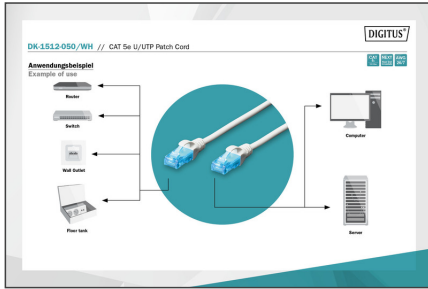 DIGITUS®
DK-1512-050/WH // CAT 5e U/UTP Patch Cord
Anwendungsbeispiel
Example of use
Router
Switch
Wall Outlet
Floor tank
Computer
Server